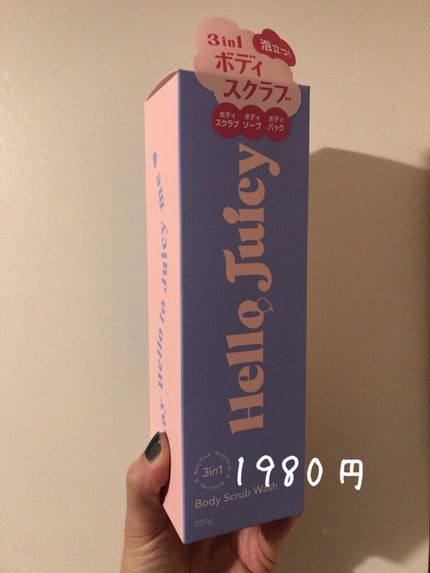 3in1
泡立つ!
ボディ
スクラブ
ボディ
スクラブ
ボディ
ソープ
ボディ
パック
Hello Juicy
Hello to Juicy me
3in1
1980円
Body Scrub Wash
200g